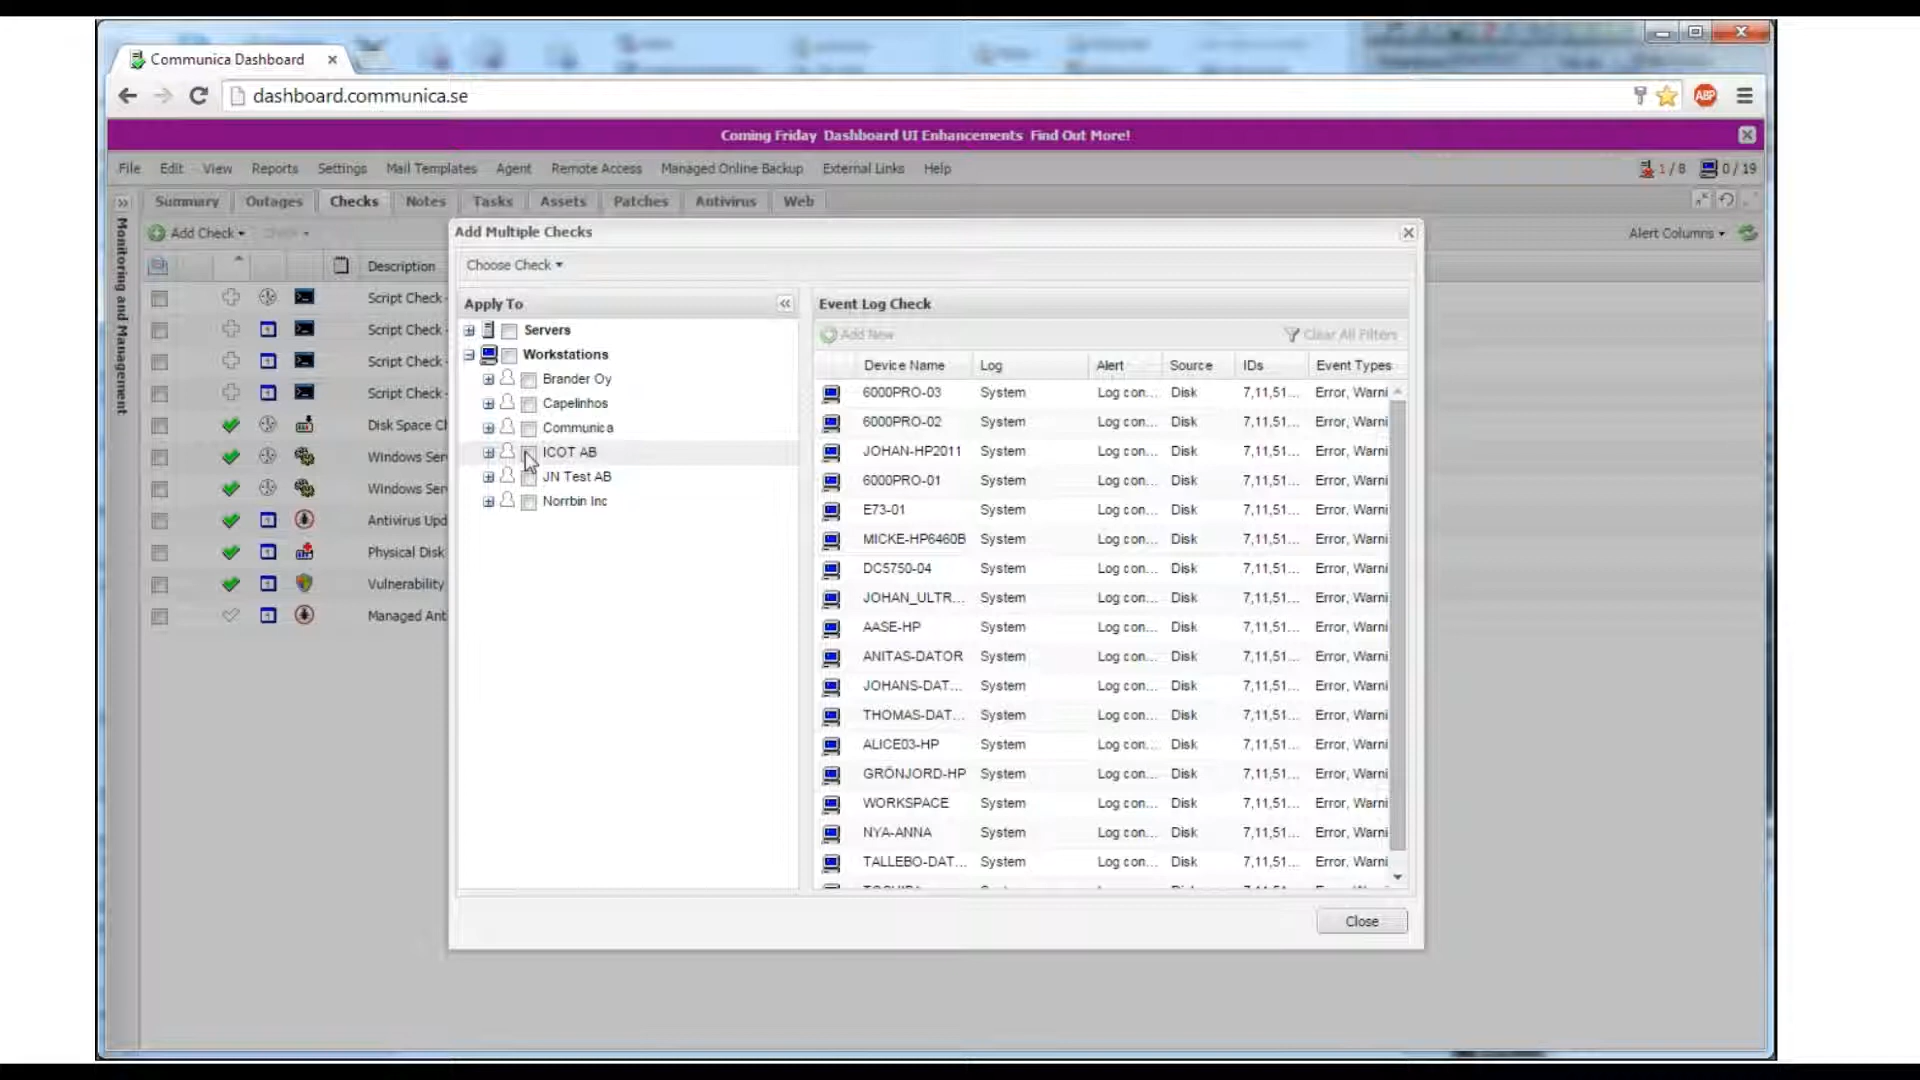 Communica Dashboard
dashboard.communica.se
ABP
Coming Friday Dashboard UI Enhancements Find Out More!
File Edit View Reports Settings Mail Templates Agent Remote Access Managed Online Backup External Links Help 1 / 8 0 / 19
Summary Outages Checks Notes Tasks Assets Patches Antivirus Web
Monitoring and Management
Add Check Alert Columns
Description
Script Check
Script Check
Script Check
Script Check
Disk Space Cl
Windows Ser
Windows Ser
Antivirus Upd
Physical Disk
Vulnerability
Managed Ant
Add Multiple Checks
Choose Check
Apply To
Servers
Workstations
Brander Oy
Capelinhos
Communica
ICOT AB
JN Test AB
Norrbin Inc
Event Log Check
Add New Clear All Filters
Device Name Log Alert Source IDs Event Types
6000PRO-03 System Log con... Disk 7,11,51... Error, Warni
6000PRO-02 System Log con... Disk 7,11,51... Error, Warni
JOHAN-HP2011 System Log con... Disk 7,11,51... Error, Warni
6000PRO-01 System Log con... Disk 7,11,51... Error, Warni
E73-01 System Log con... Disk 7,11,51... Error, Warni
MICKE-HP6460B System Log con... Disk 7,11,51... Error, Warni
DC5750-04 System Log con... Disk 7,11,51... Error, Warni
JOHAN_ULTR... System Log con... Disk 7,11,51... Error, Warni
AASE-HP System Log con... Disk 7,11,51... Error, Warni
ANITAS-DATOR System Log con... Disk 7,11,51... Error, Warni
JOHANS-DAT... System Log con... Disk 7,11,51... Error, Warni
THOMAS-DAT... System Log con... Disk 7,11,51... Error, Warni
ALICE03-HP System Log con... Disk 7,11,51... Error, Warni
GRÖNJORD-HP System Log con... Disk 7,11,51... Error, Warni
WORKSPACE System Log con... Disk 7,11,51... Error, Warni
NYA-ANNA System Log con... Disk 7,11,51... Error, Warni
TALLEBO-DAT... System Log con... Disk 7,11,51... Error, Warni
Close